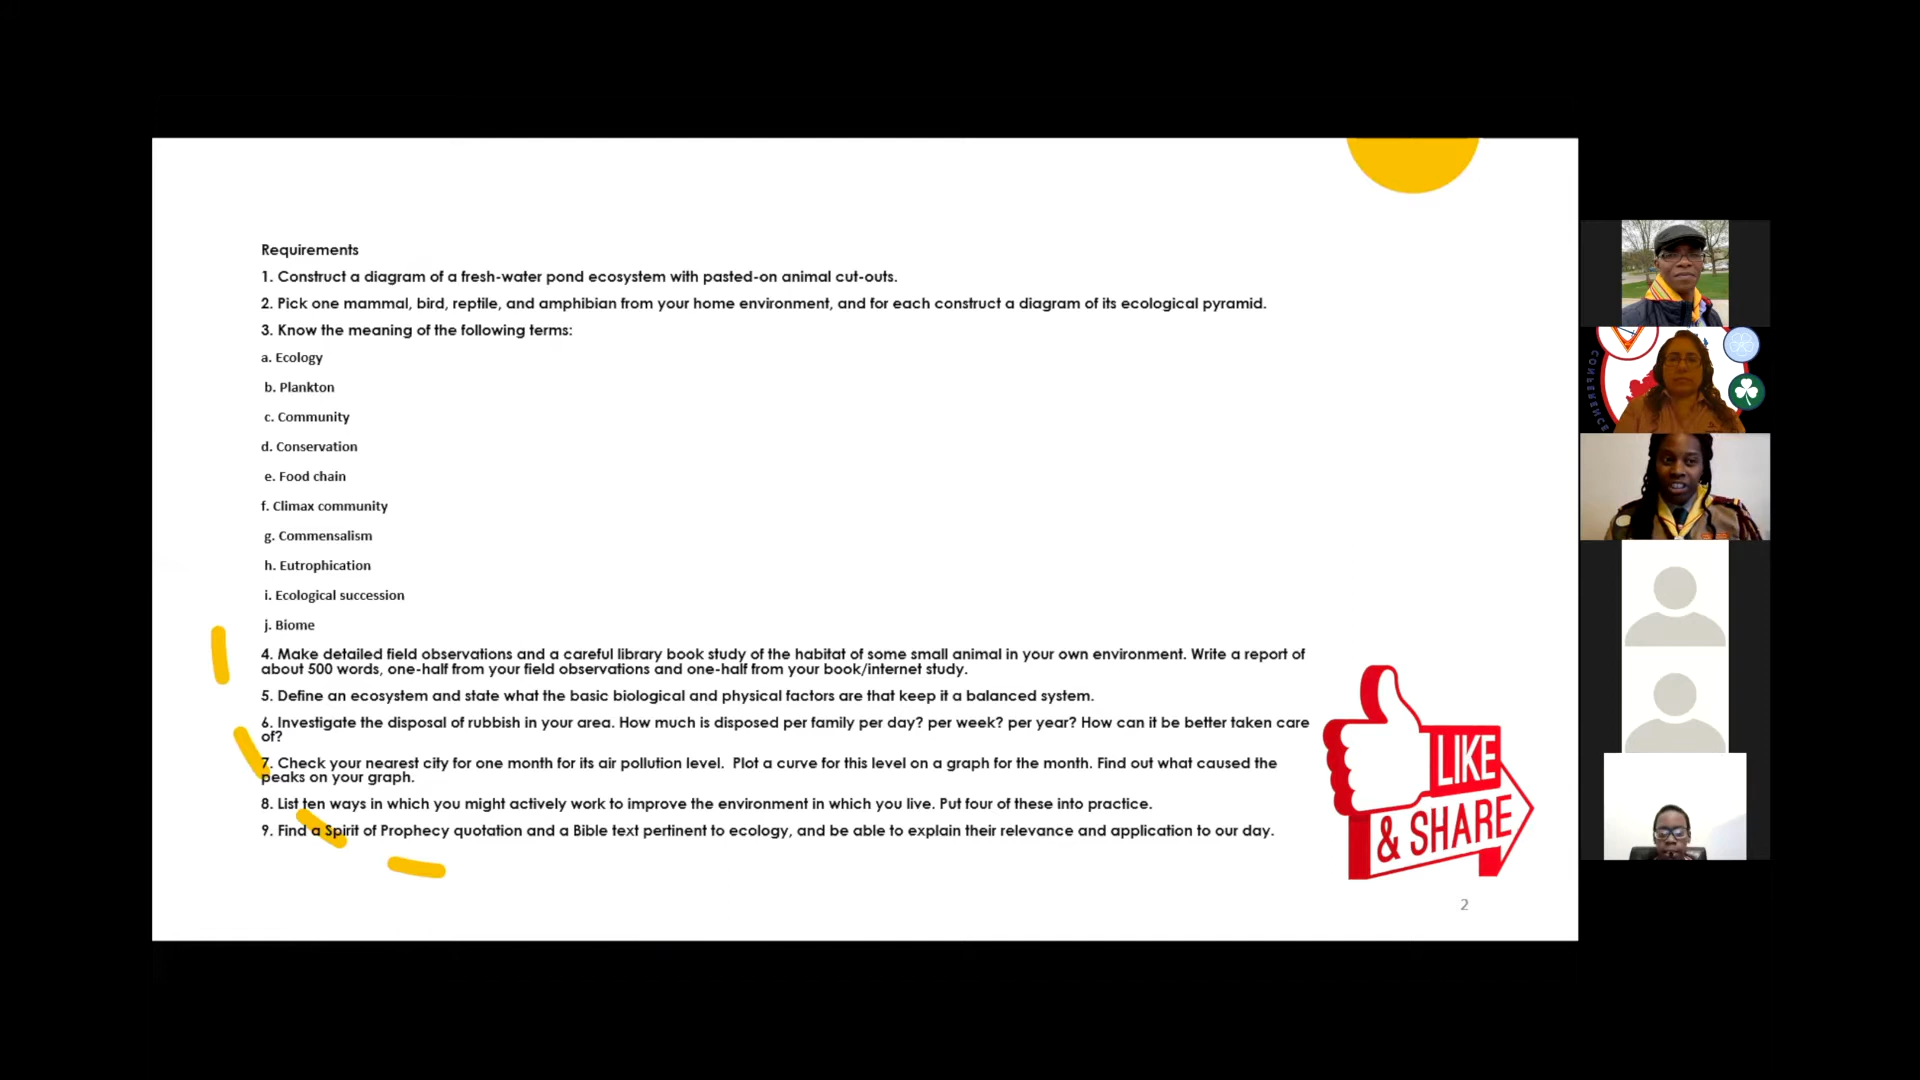 Requirements
1. Construct a diagram of a fresh-water pond ecosystem with pasted-on animal cut-outs.
2. Pick one mammal, bird, reptile, and amphibian from your home environment, and for each construct a diagram of its ecological pyramid.
3. Know the meaning of the following terms:
a. Ecology
b. Plankton
c. Community
d. Conservation
e. Food chain
f. Climax community
g. Commensalism
h. Eutrophication
i. Ecological succession
j. Biome
4. Make detailed field observations and a careful library book study of the habitat of some small animal in your own environment. Write a report of
about 500 words, one-half from your field observations and one-half from your book/internet study.
5. Define an ecosystem and state what the basic biological and physical factors are that keep it a balanced system.
6. Investigate the disposal of rubbish in your area. How much is disposed per family per day? per week? per year? How can it be better taken care
of?
7. Check your nearest city for one month for its air pollution level.  Plot a curve for this level on a graph for the month. Find out what caused the
peaks on your graph.
8. List ten ways in which you might actively work to improve the environment in which you live. Put four of these into practice.
9. Find a Spirit of Prophecy quotation and a Bible text pertinent to ecology, and be able to explain their relevance and application to our day.
LIKE
& SHARE
2
CONFERENCE